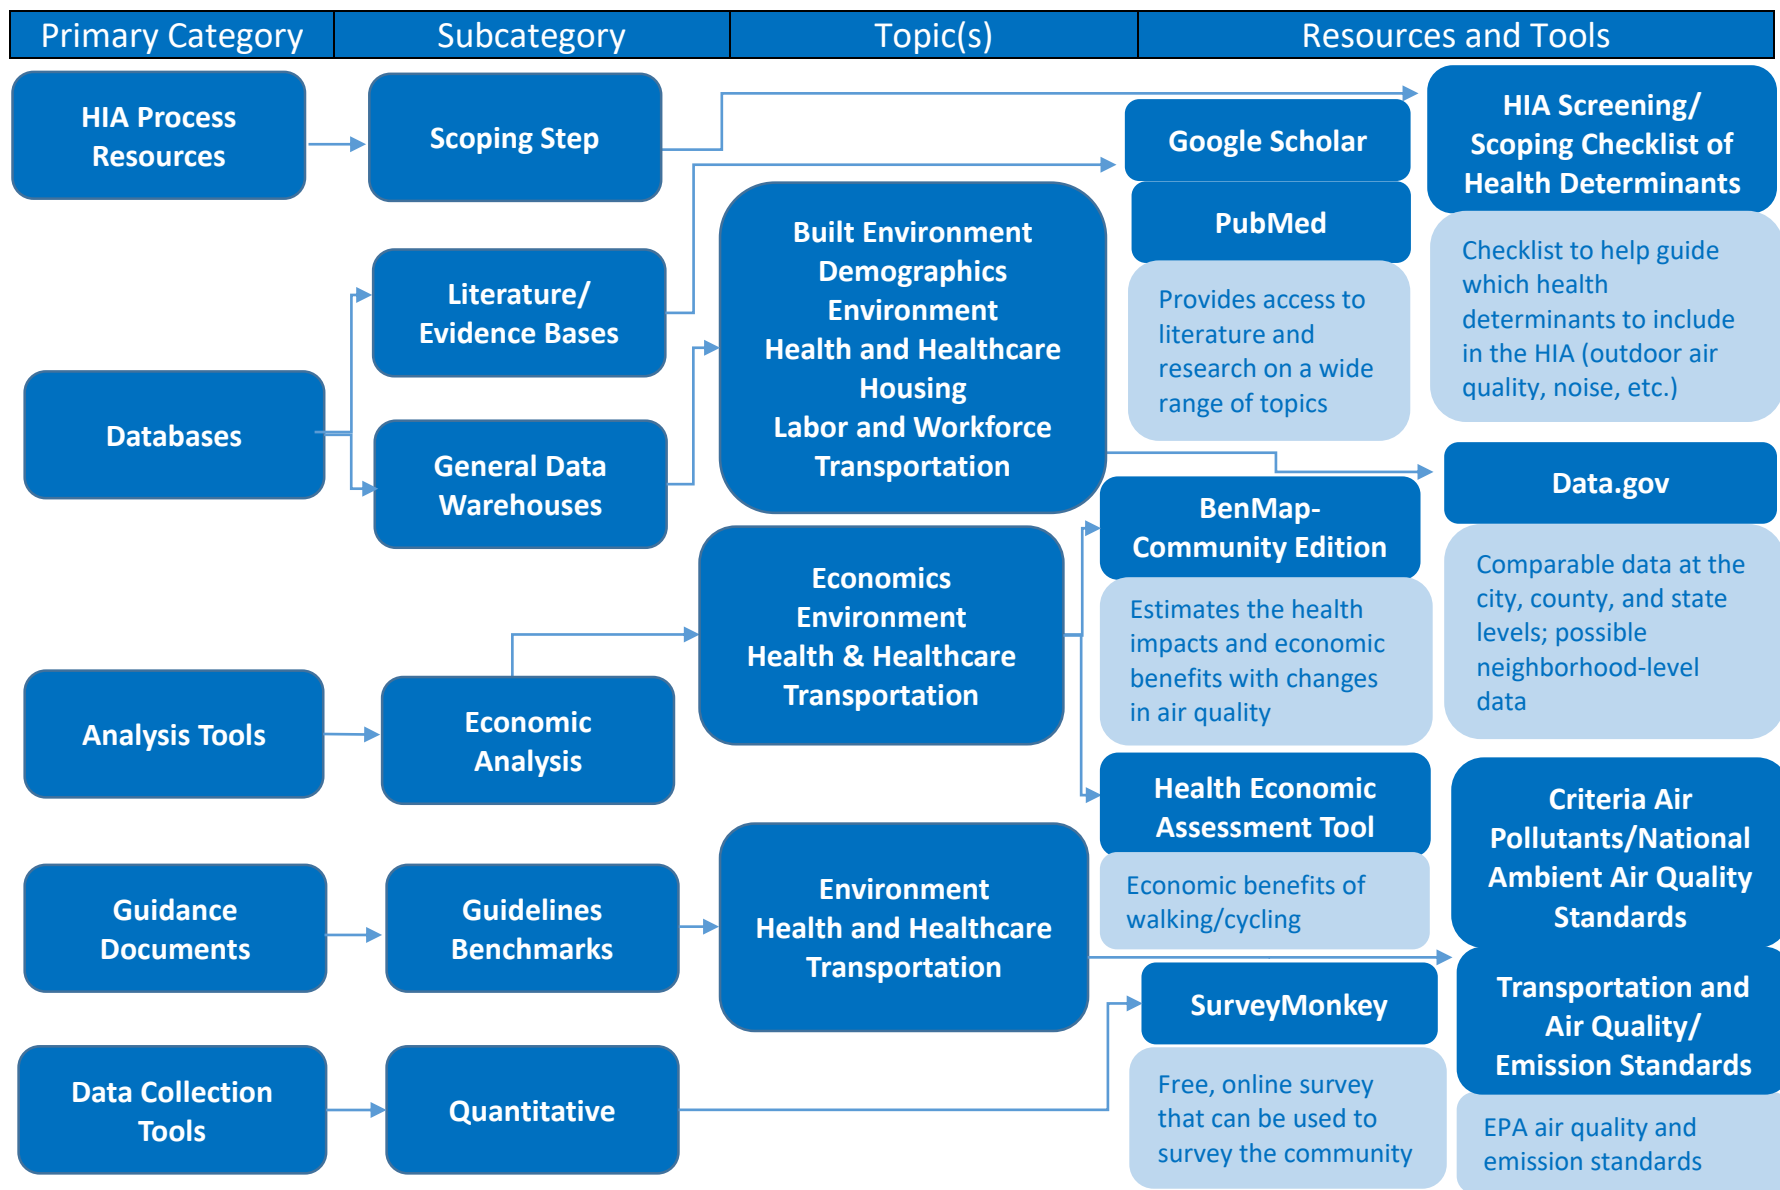 Primary Category
Subcategory
Topic(s)
Resources and Tools
HIA Process
Resources
Scoping Step
HIA Screening/
Scoping Checklist of
Health Determinants
Checklist to help guide
which health
determinants to include
in the HIA (outdoor air
quality, noise, etc.)
Databases
Literature/
Evidence Bases
Google Scholar
PubMed
Provides access to
literature and
research on a wide
range of topics
General Data
Warehouses
Built Environment
Demographics
Environment
Health and Healthcare
Housing
Labor and Workforce
Transportation
Data.gov
Comparable data at the
city, county, and state
levels; possible
neighborhood-level
data
Analysis Tools
Economic
Analysis
Economics
Environment
Health & Healthcare
Transportation
BenMap-
Community Edition
Estimates the health
impacts and economic
benefits with changes
in air quality
Health Economic
Assessment Tool
Economic benefits of
walking/cycling
Guidance
Documents
Guidelines
Benchmarks
Environment
Health and Healthcare
Transportation
Criteria Air
Pollutants/National
Ambient Air Quality
Standards
Transportation and
Air Quality/
Emission Standards
EPA air quality and
emission standards
Data Collection
Tools
Quantitative
SurveyMonkey
Free, online survey
that can be used to
survey the community